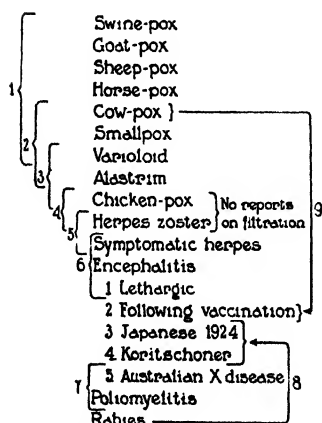 Swine-pox
Goat-pox
Sheep-pox
Horse-pox
1
Cow-pox }
2
Smallpox
Varioloid
3
Alastrim
4
Chicken-pox } No reports
9
5
Herpes zoster } on filtration
Symptomatic herpes
6
Encephalitis
1 Lethargic
2 Following vaccination}
3 Japanese 1924
4 Koritschoner
7
5 Australian X disease
8
Poliomyelitis
Rabies